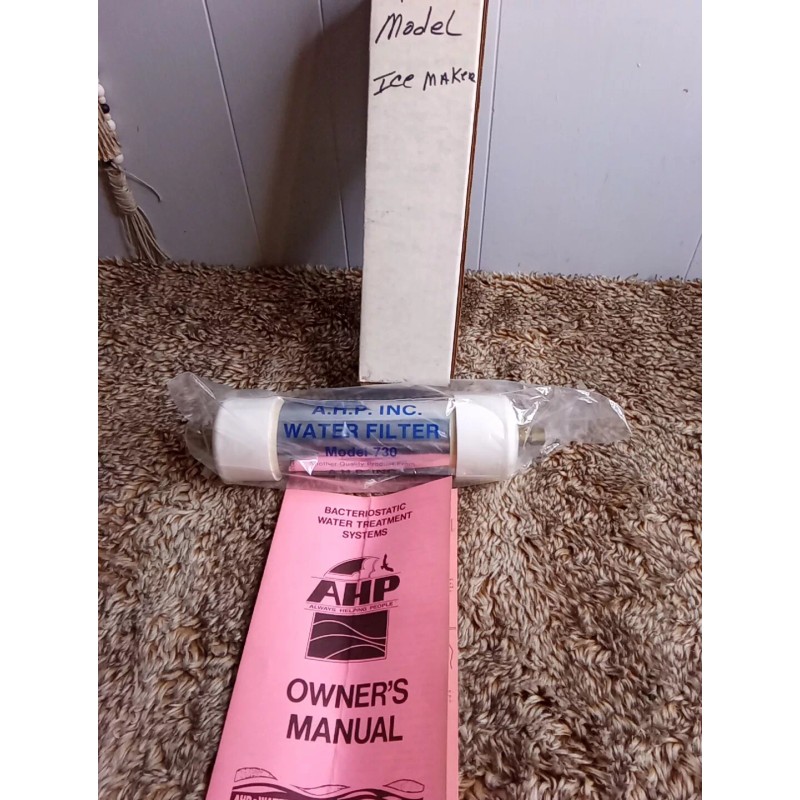 Model
Ice Maker
A.H.P. INC.
WATER FILTER
Model 730
BACTERIOSTATIC
WATER TREATMENT
SYSTEMS
AHP
ALWAYS HELPING PEOPLE
OWNER'S
MANUAL